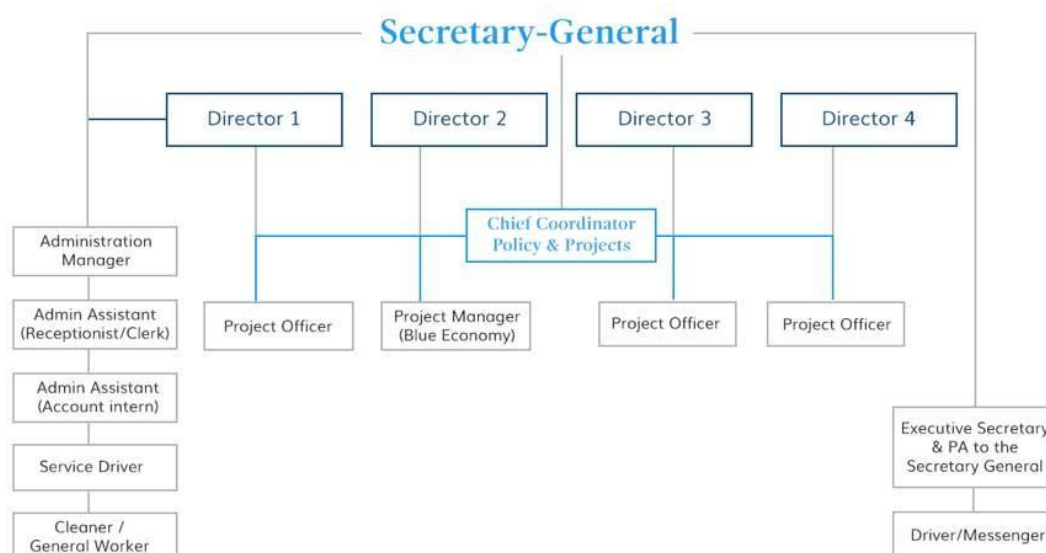 Secretary-General
Director 1
Director 2
Director 3
Director 4
Chief Coordinator
Policy & Projects
Administration
Manager
Admin Assistant
(Receptionist/Clerk)
Project Officer
Project Manager
(Blue Economy)
Project Officer
Project Officer
Admin Assistant
(Account intern)
Executive Secretary
& PA to the
Secretary General
Service Driver
Cleaner /
General Worker
Driver/Messenger